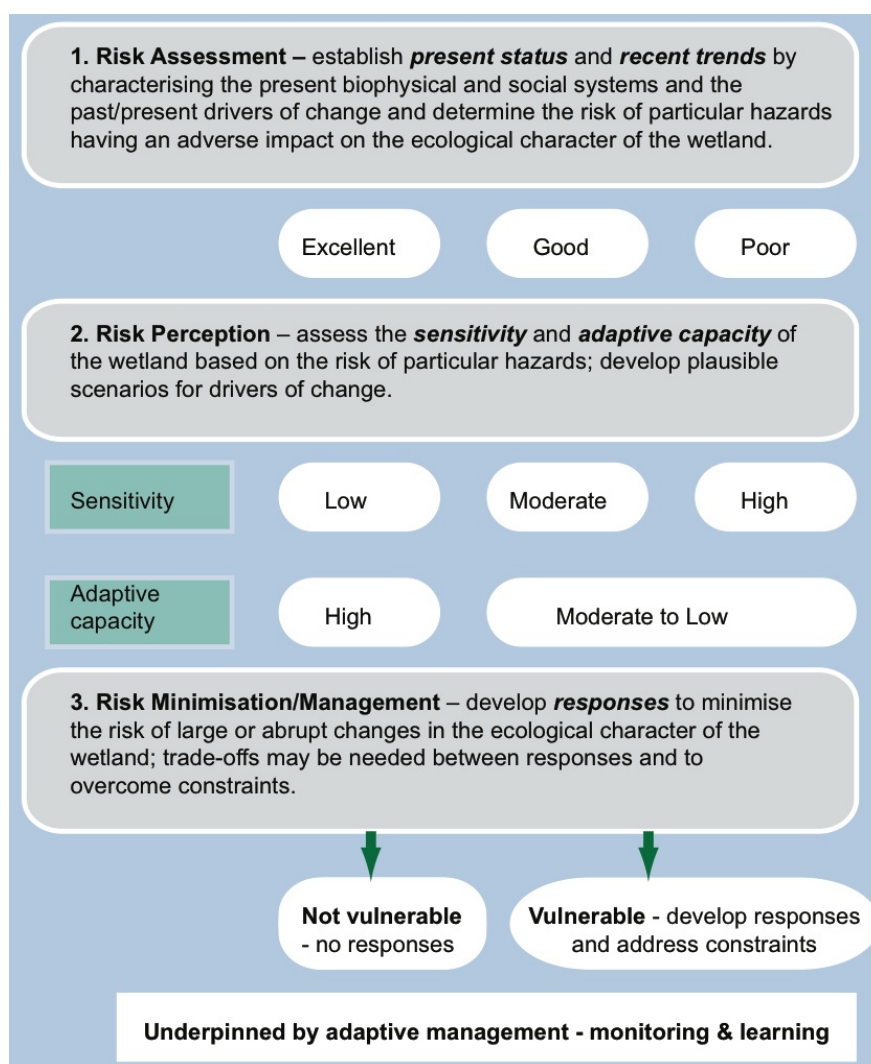 1. Risk Assessment – establish present status and recent trends by
characterising the present biophysical and social systems and the
past/present drivers of change and determine the risk of particular hazards
having an adverse impact on the ecological character of the wetland.
Excellent
Good
Poor
2. Risk Perception – assess the sensitivity and adaptive capacity of
the wetland based on the risk of particular hazards; develop plausible
scenarios for drivers of change.
Sensitivity
Low
Moderate
High
Adaptive
capacity
High
Moderate to Low
3. Risk Minimisation/Management – develop responses to minimise
the risk of large or abrupt changes in the ecological character of the
wetland; trade-offs may be needed between responses and to
overcome constraints.
Not vulnerable
- no responses
Vulnerable - develop responses
and address constraints
Underpinned by adaptive management - monitoring & learning